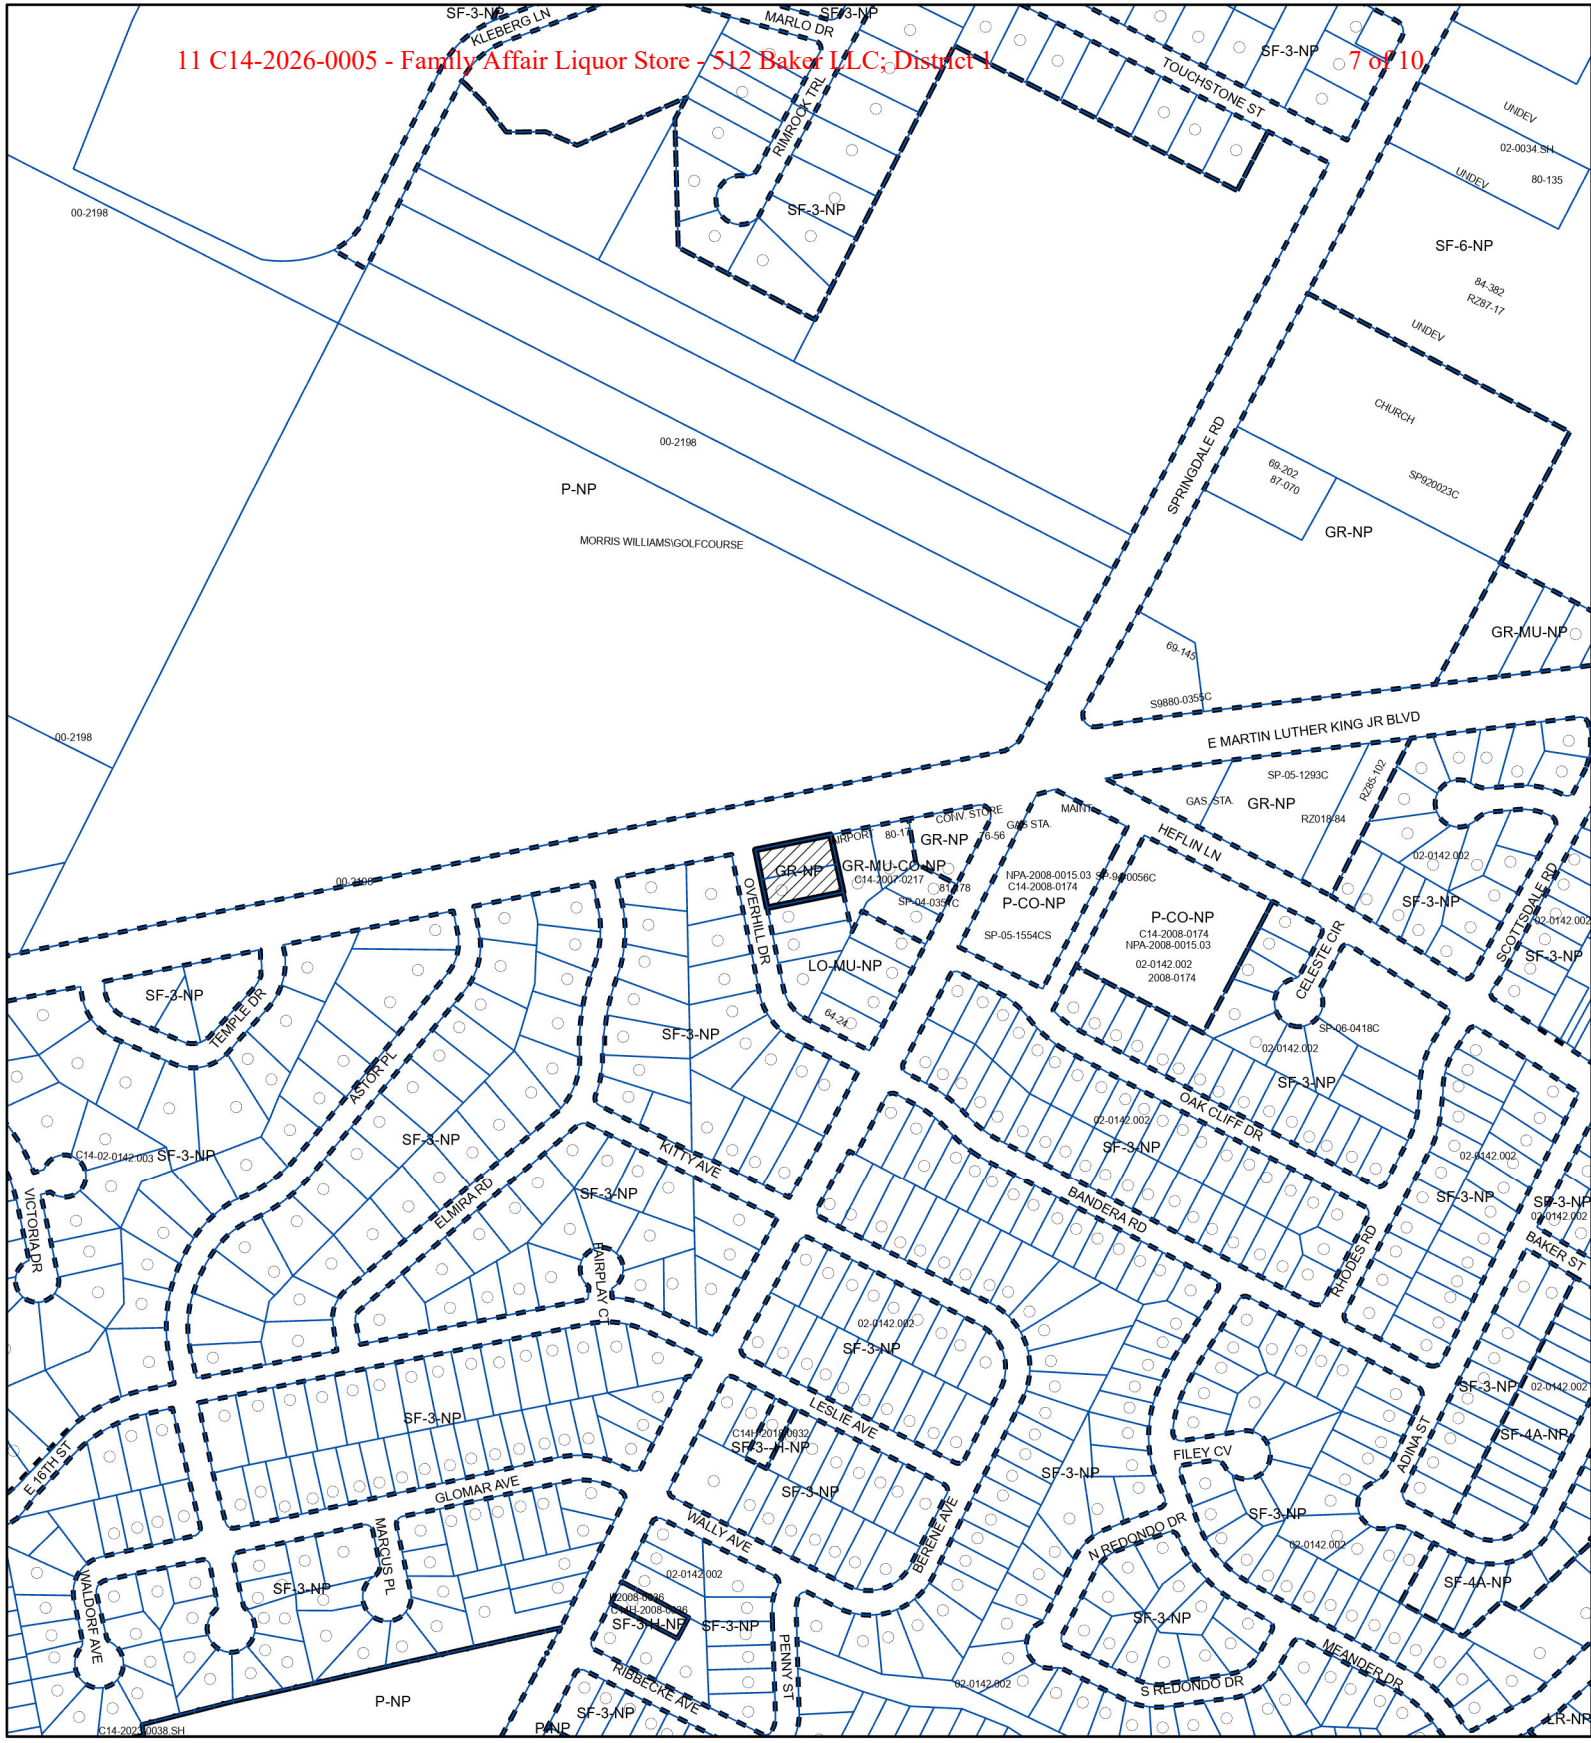 SF-3-NP
KLEBERG LN
MARLO DR
SF-3-NP
11 C14-2026-0005 - Family Affair Liquor Store - 512 Baker LLC; District 1
7 of 10
SF-3-NP
TOUCHSTONE ST
RIMROCK TRL
UNDEV
02-0034.SH
UNDEV
80-135
00-2198
SF-3-NP
SF-6-NP
84-382
RZ87-17
UNDEV
CHURCH
SPRINGDALE RD
00-2198
69-202
87-070
SP920023C
P-NP
GR-NP
MORRIS WILLIAMS\GOLFCOURSE
GR-MU-NP
69-145
S9880-0355C
E MARTIN LUTHER KING JR BLVD
00-2198
SP-05-1293C
RZ85-102
GAS. STA.
GR-NP
RZ018-84
CONV. STORE
MAINT.
GAS STA.
76-56
80-17
GR-NP
HEFLIN LN
02-0142.002
GR-NP
GR-MU-CO-NP
C14-2007-0217
81-178
00-2198
NPA-2008-0015.03
C14-2008-0174
P-CO-NP
SP-05-1554CS
P-CO-NP
C14-2008-0174
NPA-2008-0015.03
02-0142.002
2008-0174
SF-3-NP
SCOTTSDALE RD
02-0142.002
SF-3-NP
OVERHILL DR
LO-MU-NP
64-24
CELESTE CIR
SP-06-0418C
02-0142.002
SF-3-NP
SF-3-NP
TEMPLE DR
SF-3-NP
ASTOR PL
OAK CLIFF DR
02-0142.002
SF-3-NP
SF-3-NP
KITTY AVE
C14-02-0142.003
SF-3-NP
02-0142.002
SF-3-NP
SF-3-NP
02-0142.002
VICTORIA DR
ELMIRA RD
SF-3-NP
BANDERA RD
BAKER ST
FAIRPLAY CT
RHODES RD
02-0142.002
SF-3-NP
SF-3-NP
02-0142.002
SF-3-NP
LESLIE AVE
C14H-2018-0032
SF-3--H-NP
ADINA ST
SF-4A-NP
FILEY CV
E 16TH ST
SF-3-NP
SF-3-NP
GLOMAR AVE
SF-3-NP
MARCUS PL
WALLY AVE
BERENE AVE
N REDONDO DR
02-0142.002
02-0142.002
SF-3-NP
WALDORF AVE
SF-4A-NP
C14H-2008-0036
SF-3-H-NP
SF-3-NP
SF-3-NP
PENNY ST
MEANDER DR
RIBBECKE AVE
02-0142.002
S REDONDO DR
P-NP
SF-3-NP
C14-2023-0038.SH
P-NP
LR-NP